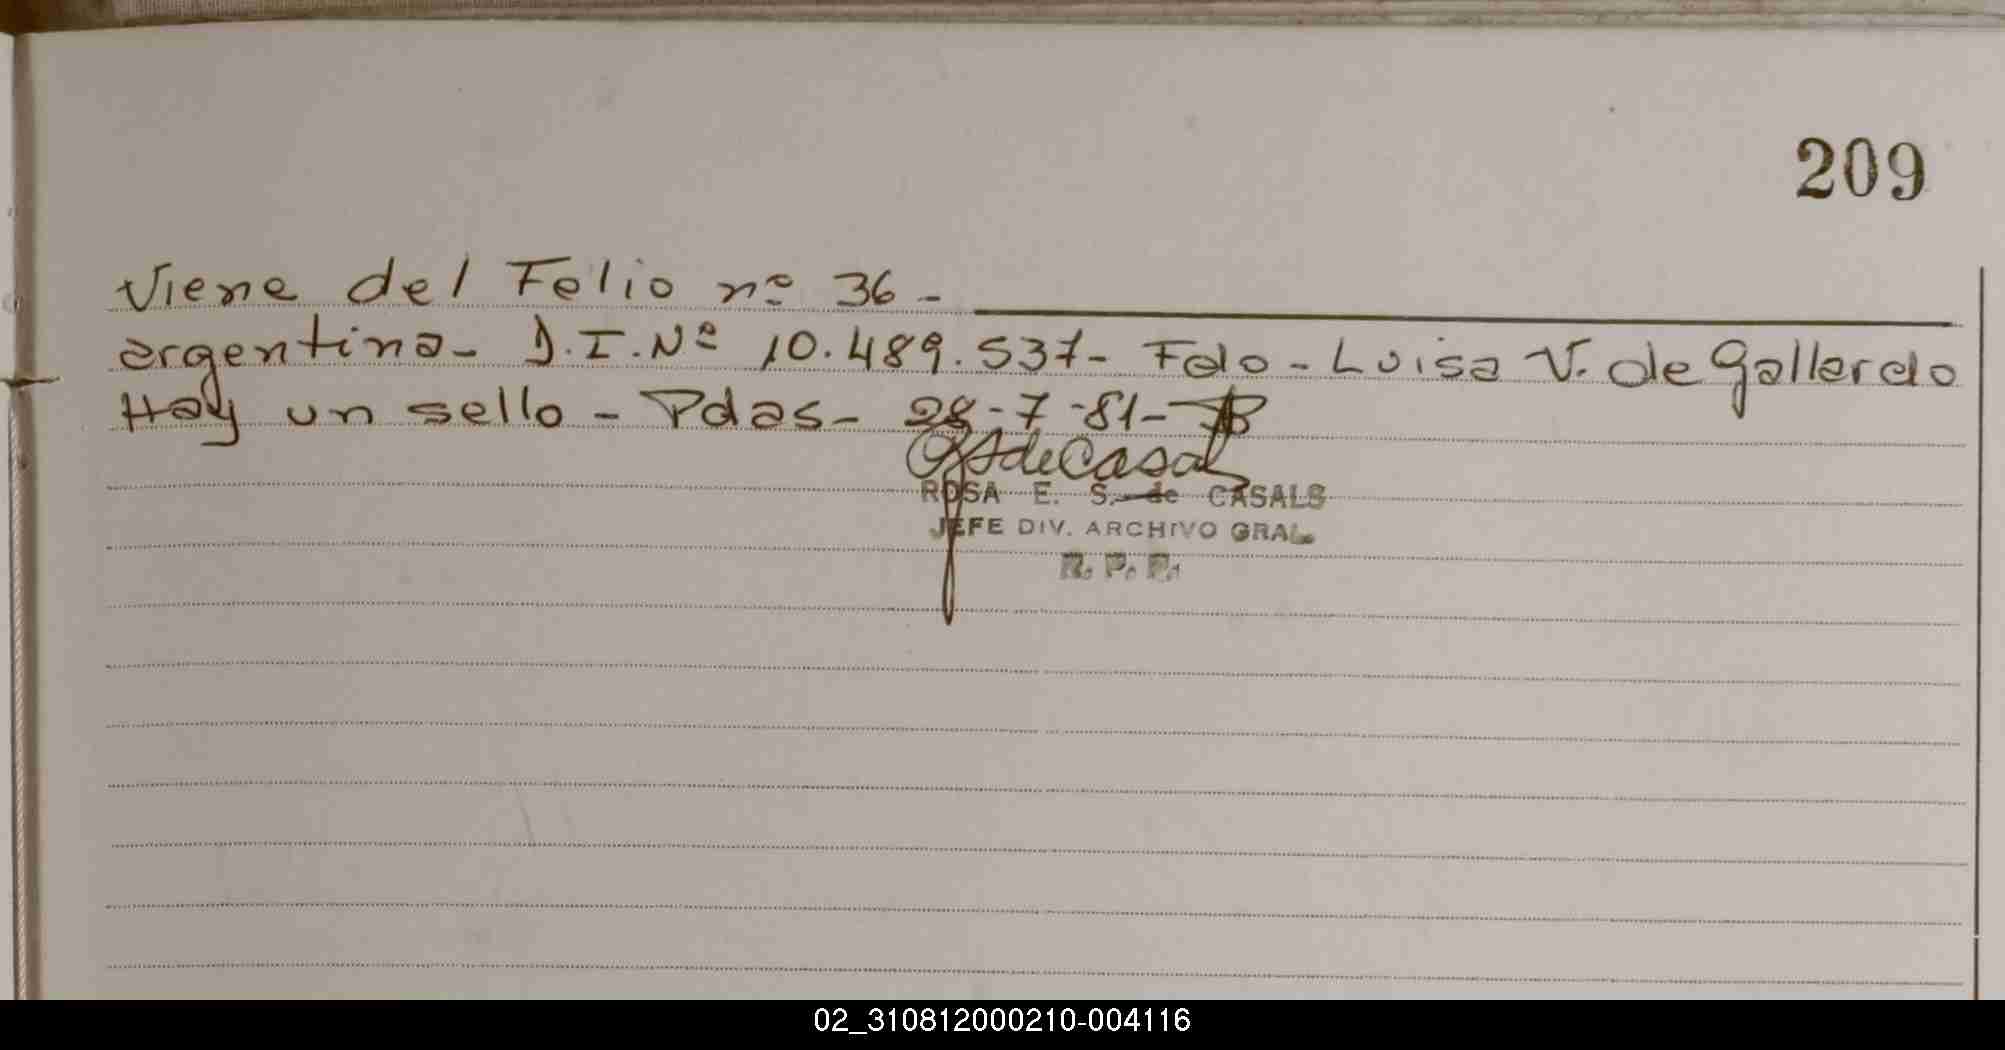 209
Viene del Folio nº 36 -
argentina - D.I. Nº 10.489.537 - Fdo - Luisa V. de Gallardo
Hay un sello - Pdas - 28-7-81 -
ROSA E. S. de CASALS
JEFE DIV. ARCHIVO GRAL.
R. P. P.
02_310812000210-004116